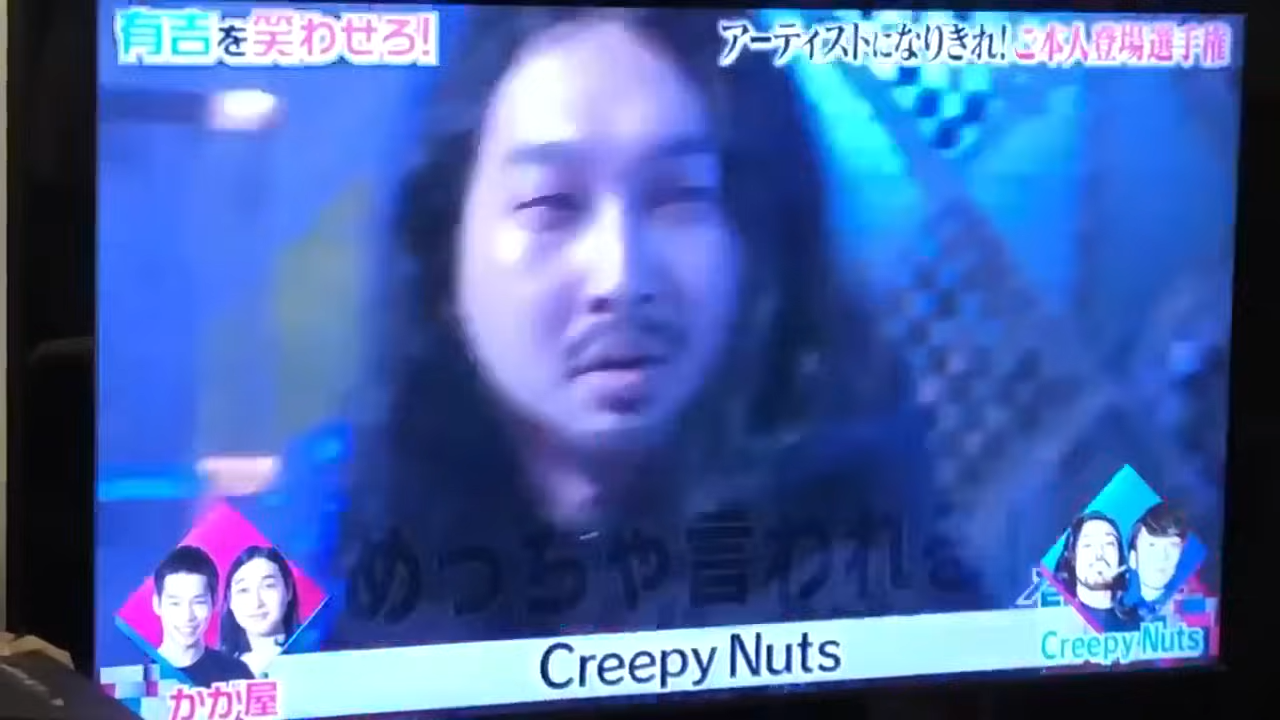 有吉を笑わせろ!
アーティストになりきれ!ご本人登場選手権
めっちゃ言われる
Creepy Nuts
かが屋
Creepy Nuts